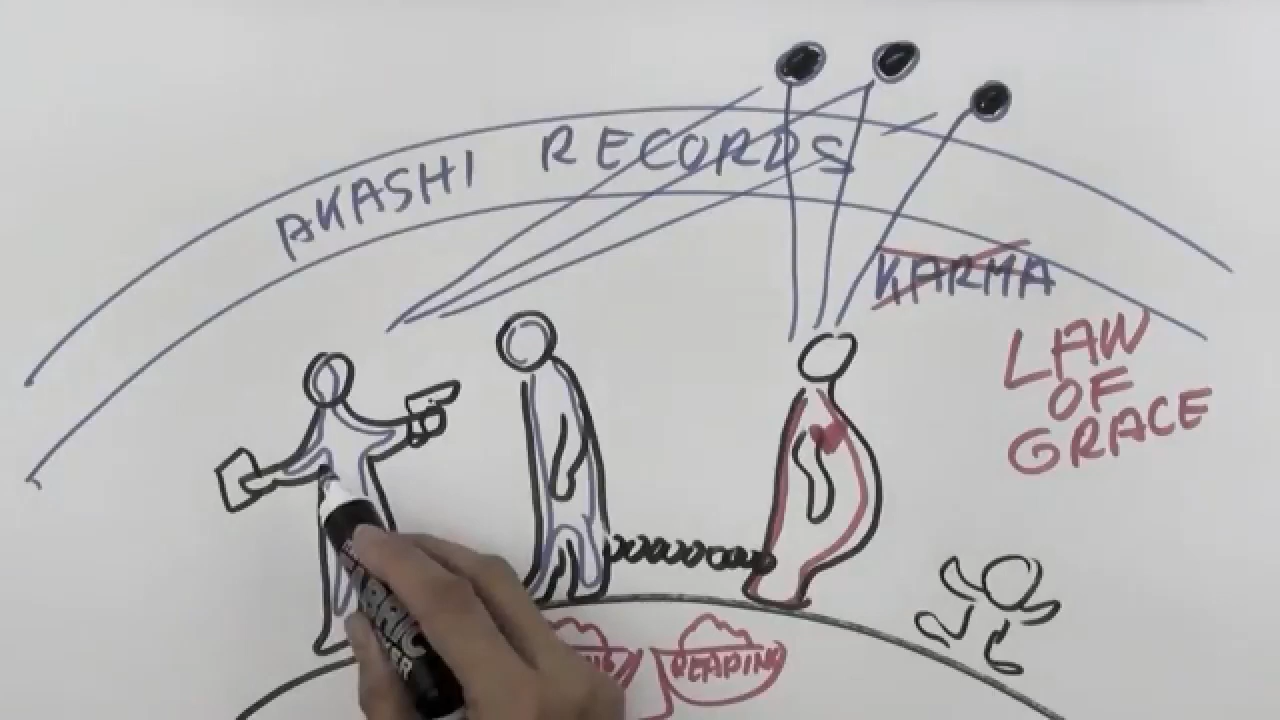 AKASHI RECORDS
KARMA
LAW
OF
GRACE
REAPING